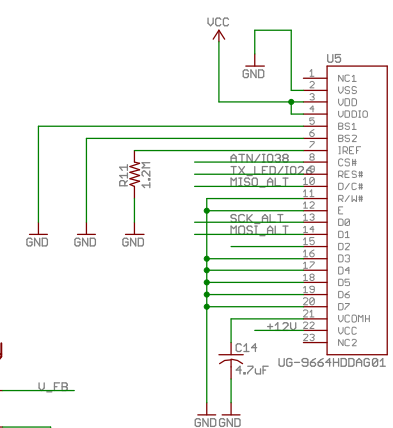 VCC
GND
U5
1 NC1
2 VSS
3 VDD
4 VDDIO
5 BS1
6 BS2
7 IREF
ATN/IO38 8 CS#
TX_LED/IO26 9 RES#
MISO_ALT 10 D/C#
11 R/W#
12 E
SCK_ALT 13 D0
MOSI_ALT 14 D1
15 D2
16 D3
17 D4
18 D5
19 D6
20 D7
21 VCOMH
+12V 22 VCC
23 NC2
UG-9664HDDAG01
R11
1.2M
GND GND GND
C14
4.7uF
V_FB
GND GND